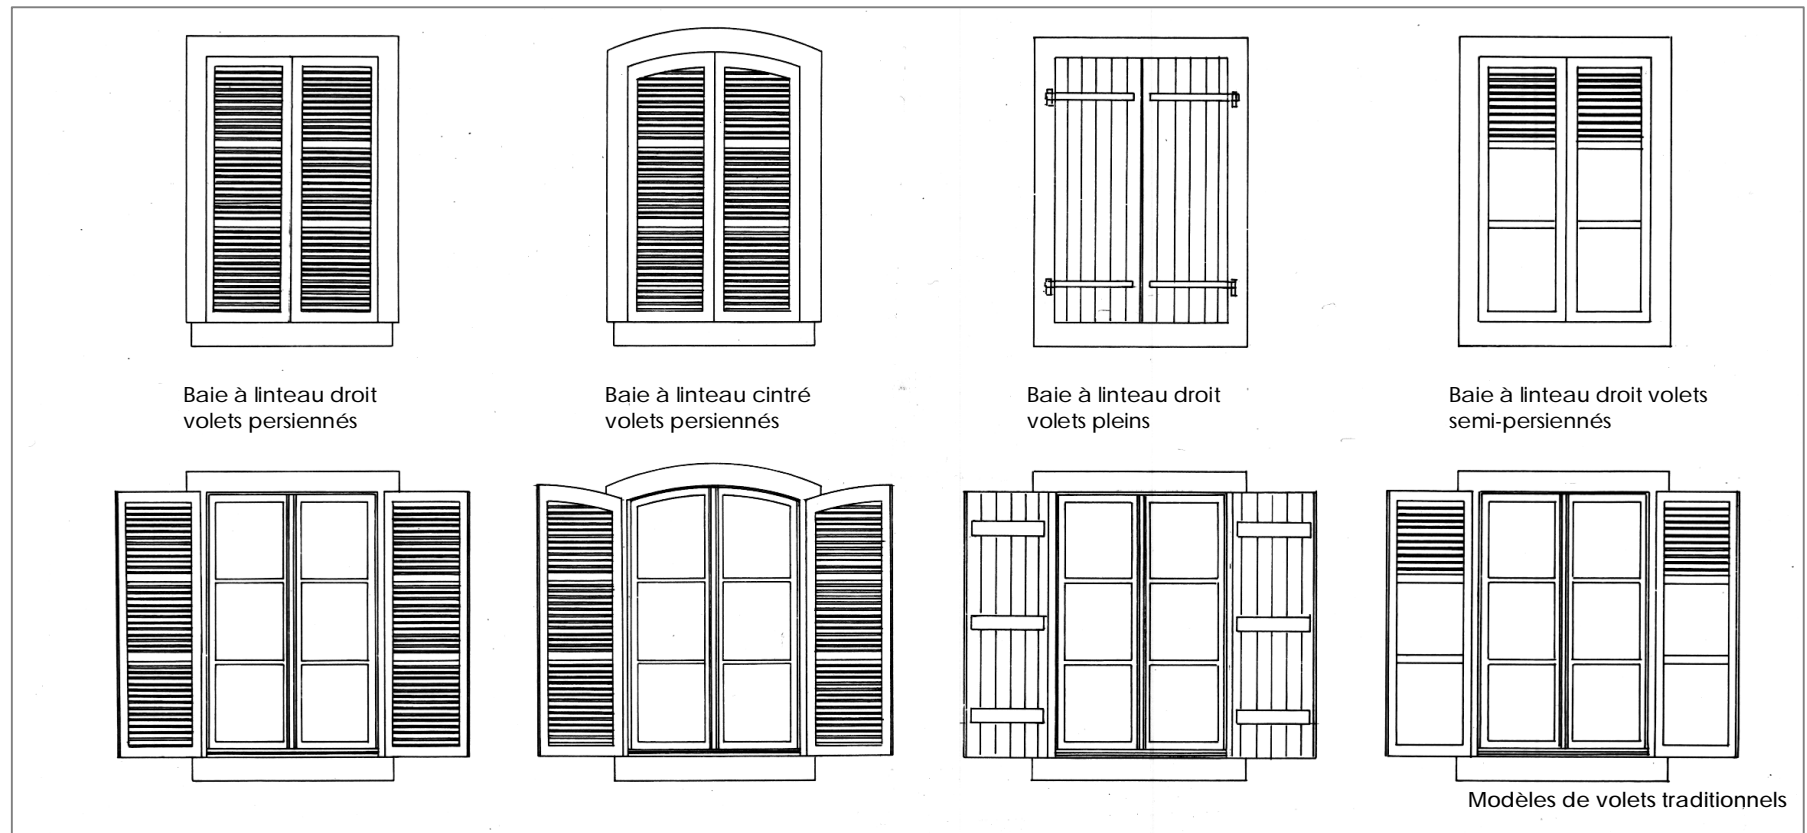 Baie à linteau droit
volets persiennés
Baie à linteau cintré
volets persiennés
Baie à linteau droit
volets pleins
Baie à linteau droit volets
semi-persiennés
Modèles de volets traditionnels